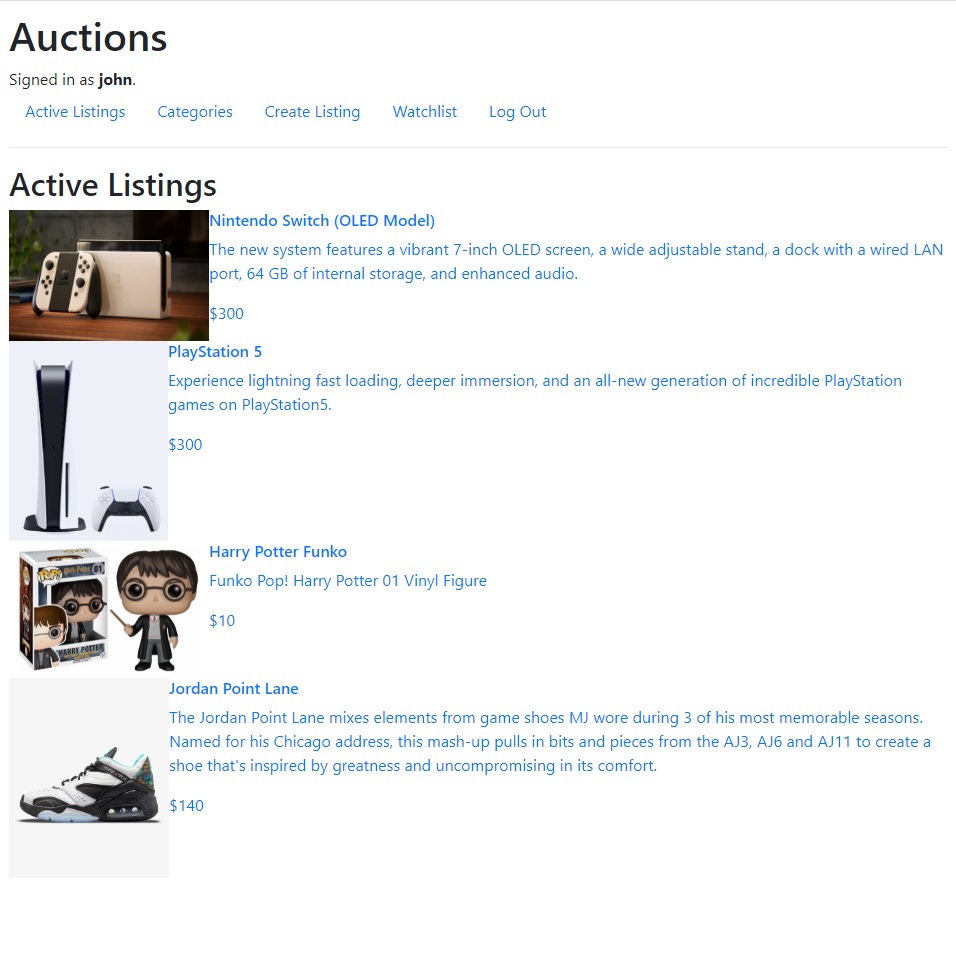 Auctions
Signed in as john.
Active Listings Categories Create Listing Watchlist Log Out
Active Listings
Nintendo Switch (OLED Model)
The new system features a vibrant 7-inch OLED screen, a wide adjustable stand, a dock with a wired LAN
port, 64 GB of internal storage, and enhanced audio.
$300
PlayStation 5
Experience lightning fast loading, deeper immersion, and an all-new generation of incredible PlayStation
games on PlayStation5.
$300
Harry Potter Funko
Funko Pop! Harry Potter 01 Vinyl Figure
$10
POP!
Harry Potter
01
HARRY POTTER
Jordan Point Lane
The Jordan Point Lane mixes elements from game shoes MJ wore during 3 of his most memorable seasons.
Named for his Chicago address, this mash-up pulls in bits and pieces from the AJ3, AJ6 and AJ11 to create a
shoe that's inspired by greatness and uncompromising in its comfort.
$140